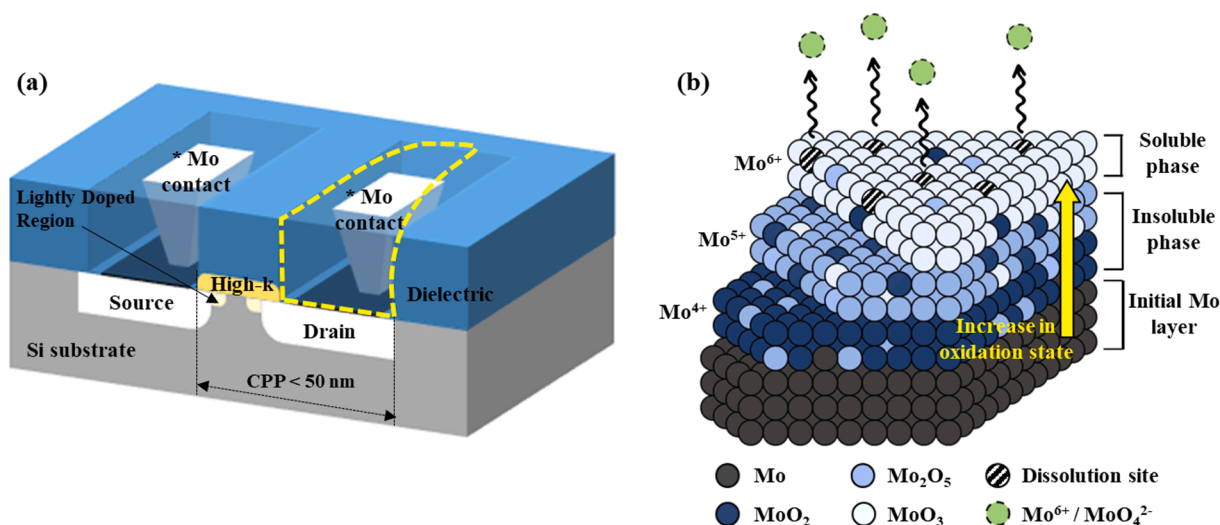 (a)
* Mo
contact
* Mo
contact
Lightly Doped
Region
High-k
Dielectric
Source
Drain
Si substrate
CPP < 50 nm
(b)
Mo⁶⁺
Soluble
phase
Mo⁵⁺
Insoluble
phase
Mo⁴⁺
Initial Mo
layer
Increase in
oxidation state
Mo
Mo₂O₅
Dissolution site
MoO₂
MoO₃
Mo⁶⁺ / MoO₄²⁻